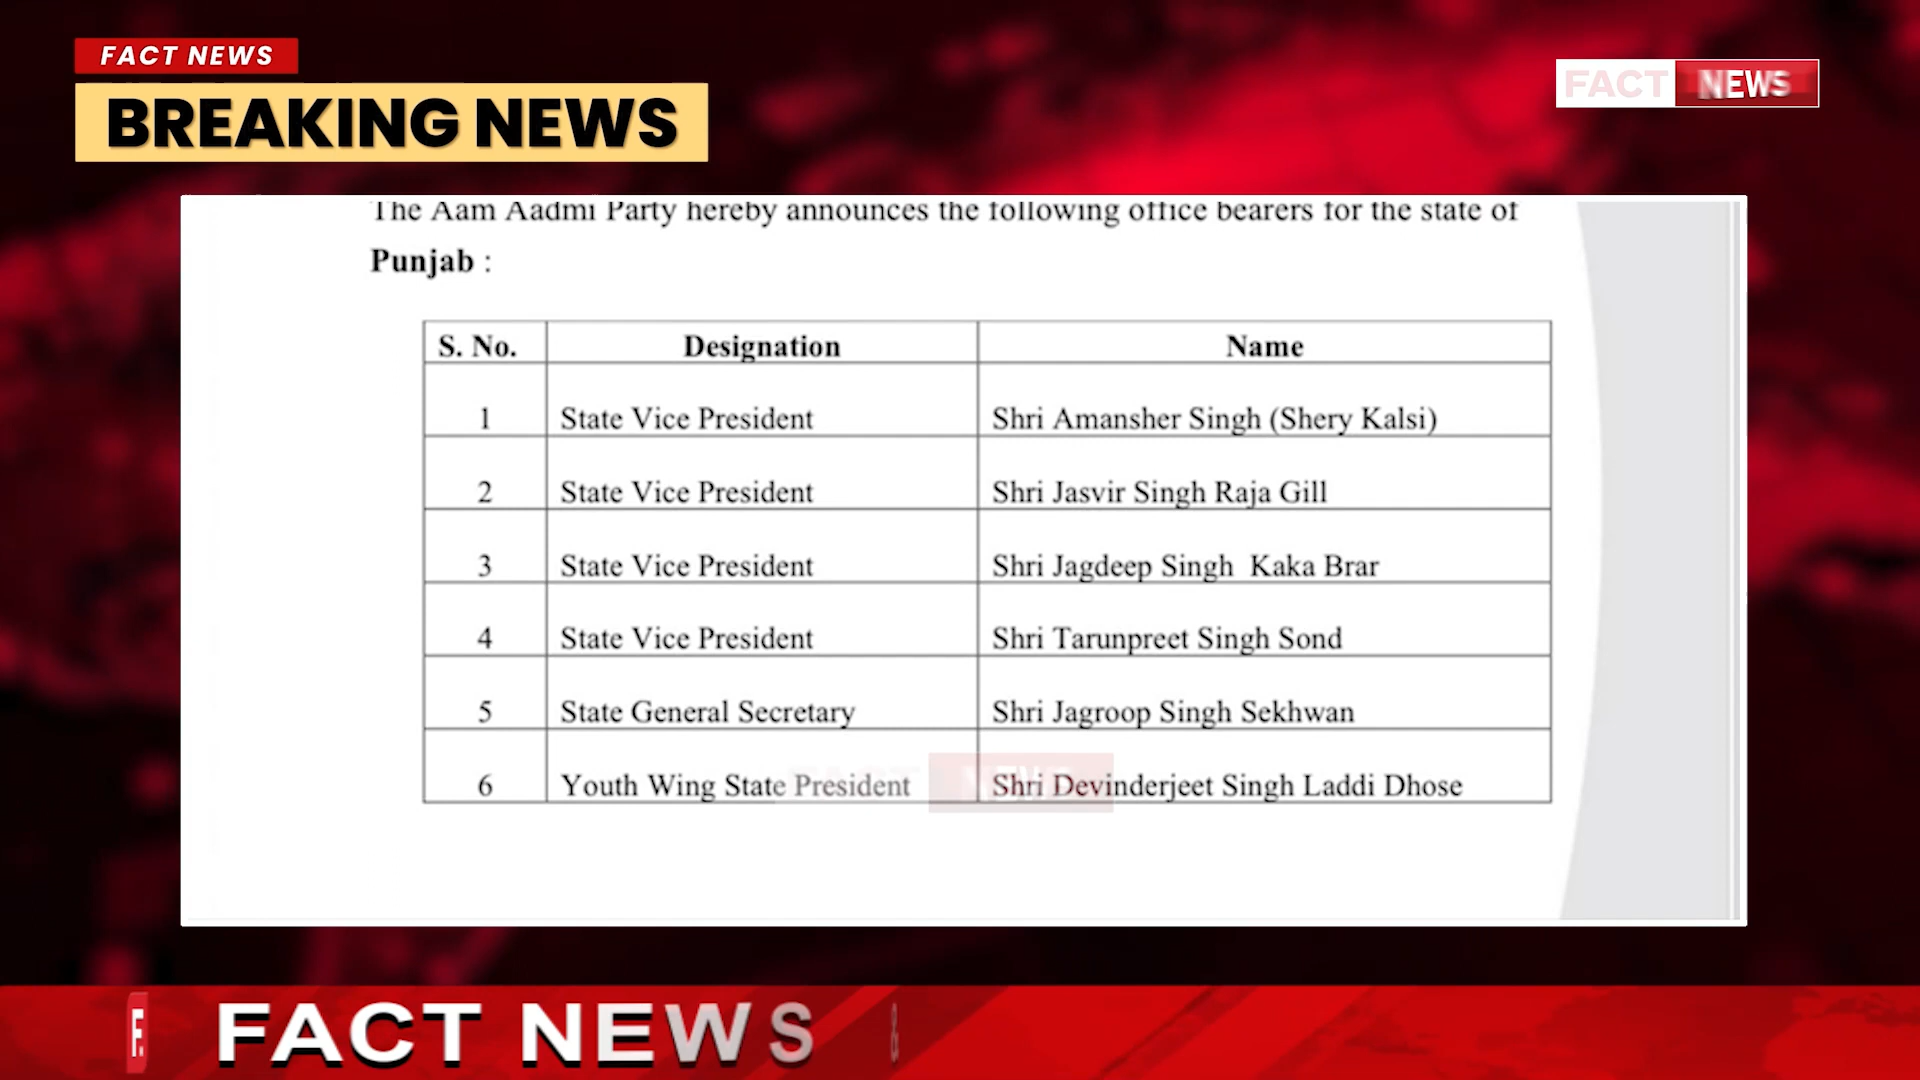 FACT NEWS
BREAKING NEWS
FACT NEWS
The Aam Aadmi Party hereby announces the following office bearers for the state of
Punjab :
S. No. Designation Name
1 State Vice President Shri Amansher Singh (Shery Kalsi)
2 State Vice President Shri Jasvir Singh Raja Gill
3 State Vice President Shri Jagdeep Singh Kaka Brar
4 State Vice President Shri Tarunpreet Singh Sond
5 State General Secretary Shri Jagroop Singh Sekhwan
6 Youth Wing State President Shri Devinderjeet Singh Laddi Dhose
NEWS
FACT NEWS